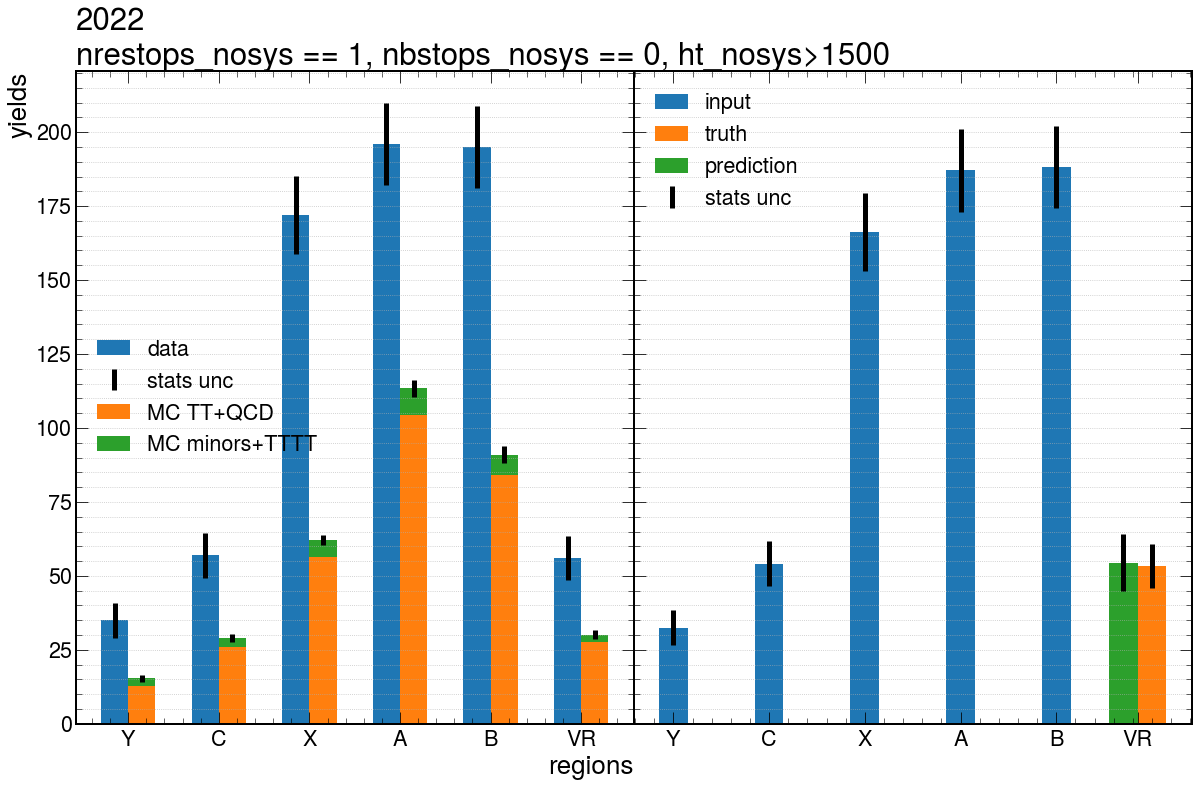 2022
nrestops_nosys == 1, nbstops_nosys == 0, ht_nosys>1500
yields
200
175
150
125
100
75
50
25
0
data
stats unc
MC TT+QCD
MC minors+TTTT
Y C X A B VR
input
truth
prediction
stats unc
Y C X A B VR
regions